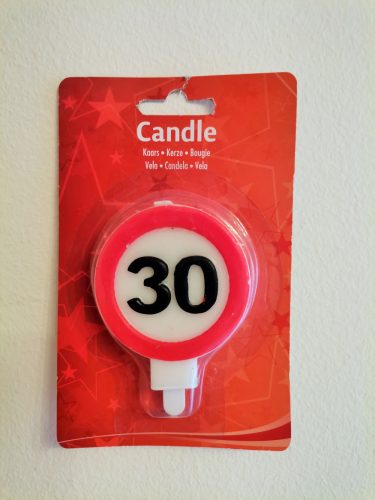 Candle
Kaars • Kerze • Bougie
Vela • Candela • Vela
30